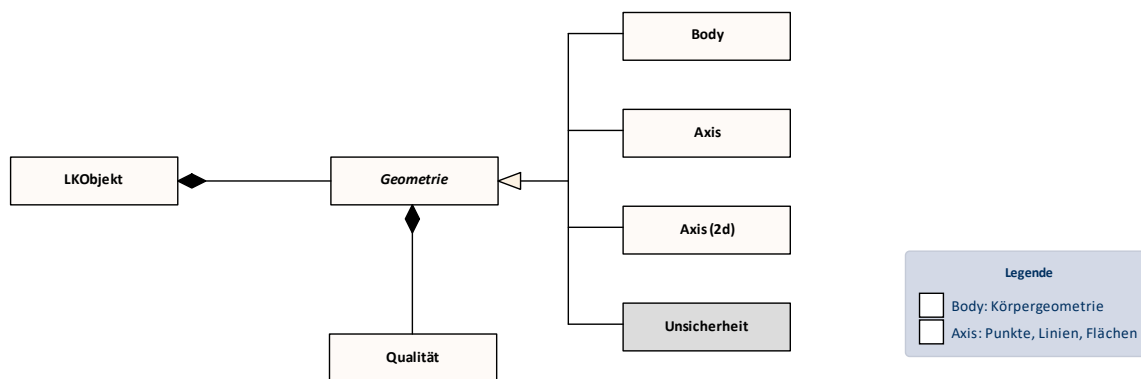 Body
Axis
LKObjekt
Geometrie
Axis (2d)
Legende
Body: Körpergeometrie
Axis: Punkte, Linien, Flächen
Unsicherheit
Qualität